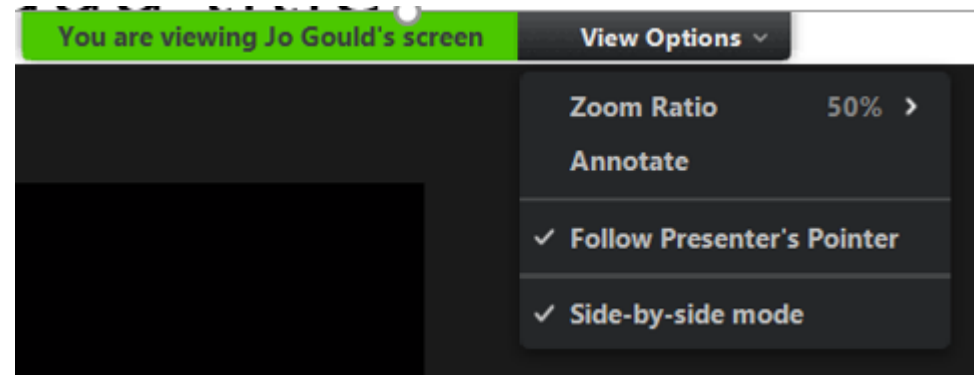 You are viewing Jo Gould's screen View Options
Zoom Ratio 50%
Annotate
Follow Presenter's Pointer
Side-by-side mode